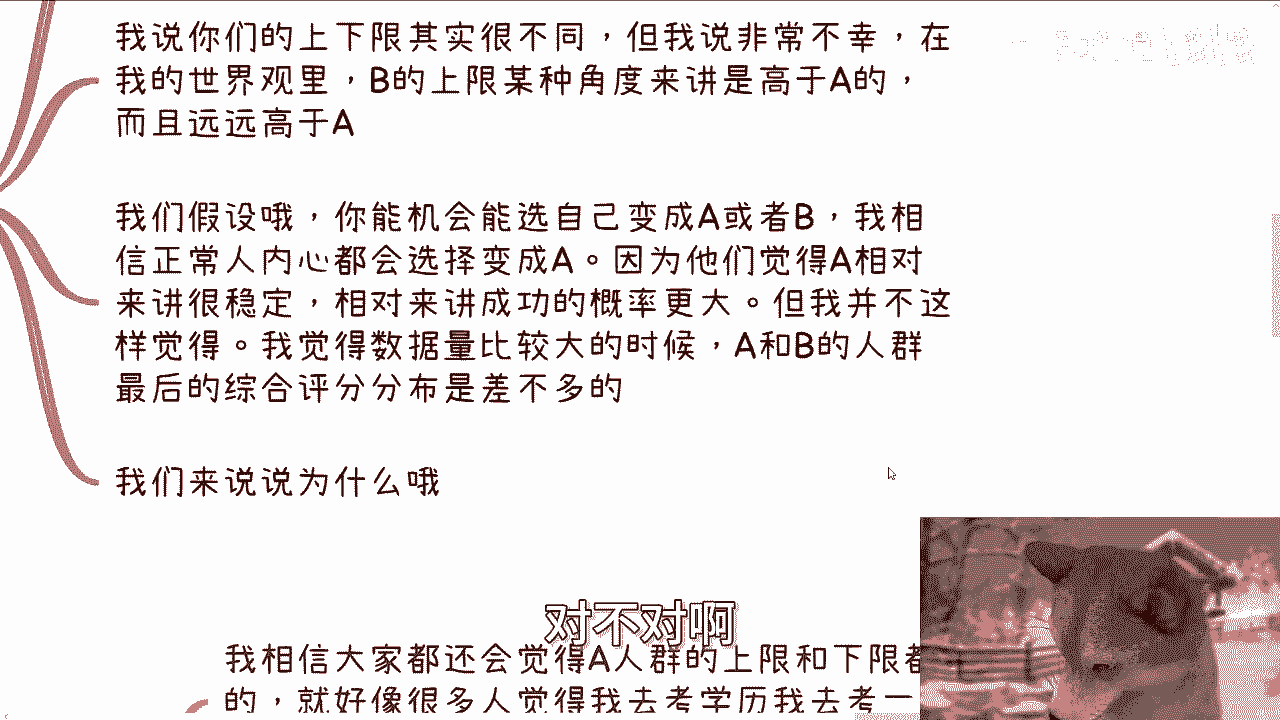 我说你们的上下限其实很不同，但我说非常不幸，在
我的世界观里，B的上限某种角度来讲是高于A的，
而且远远高于A
我们假设哦，你能机会能选自己变成A或者B，我相
信正常人内心都会选择变成A。因为他们觉得A相对
来讲很稳定，相对来讲成功的概率更大。但我并不这
样觉得。我觉得数据量比较大的时候，A和B的人群
最后的综合评分分布是差不多的
我们来说说为什么哦
对不对啊
我相信大家都还会觉得A人群的上限和下限都
的，就好像很多人觉得我去考学历我去考一